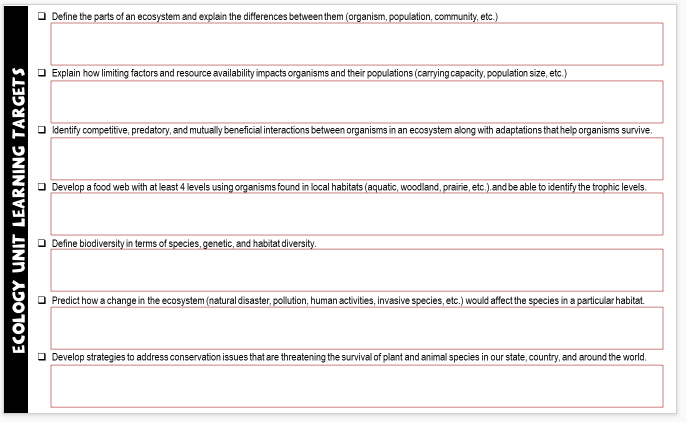 ECOLOGY UNIT LEARNING TARGETS
Define the parts of an ecosystem and explain the differences between them (organism, population, community, etc.)
Explain how limiting factors and resource availability impacts organisms and their populations (carrying capacity, population size, etc.)
Identify competitive, predatory, and mutually beneficial interactions between organisms in an ecosystem along with adaptations that help organisms survive.
Develop a food web with at least 4 levels using organisms found in local habitats (aquatic, woodland, prairie, etc.).and be able to identify the trophic levels.
Define biodiversity in terms of species, genetic, and habitat diversity.
Predict how a change in the ecosystem (natural disaster, pollution, human activities, invasive species, etc.) would affect the species in a particular habitat.
Develop strategies to address conservation issues that are threatening the survival of plant and animal species in our state, country, and around the world.